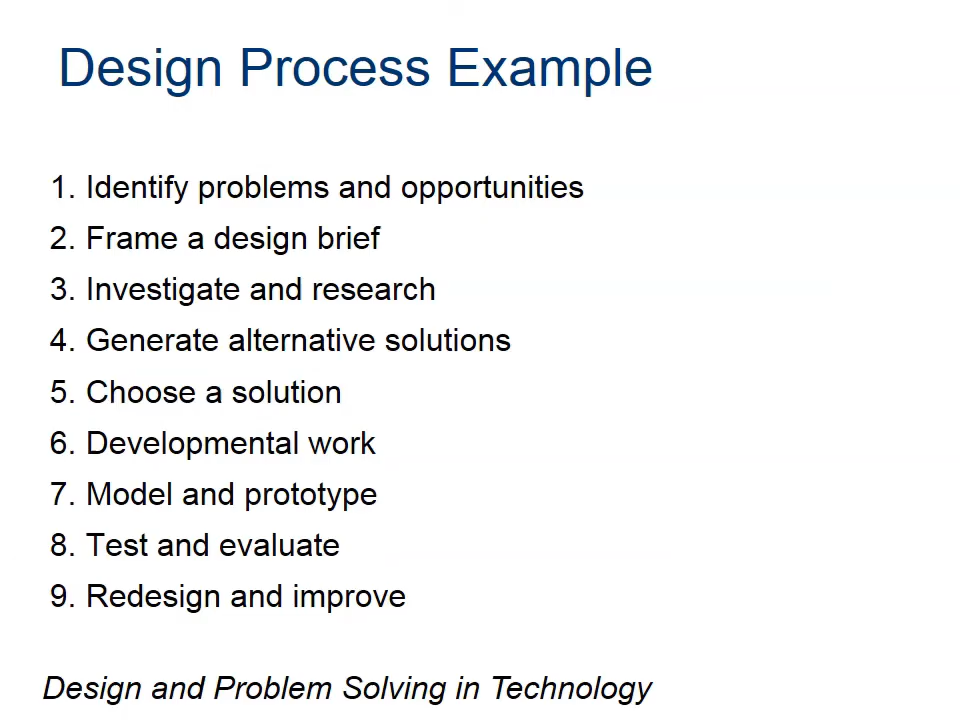 Design Process Example
1. Identify problems and opportunities
2. Frame a design brief
3. Investigate and research
4. Generate alternative solutions
5. Choose a solution
6. Developmental work
7. Model and prototype
8. Test and evaluate
9. Redesign and improve
Design and Problem Solving in Technology